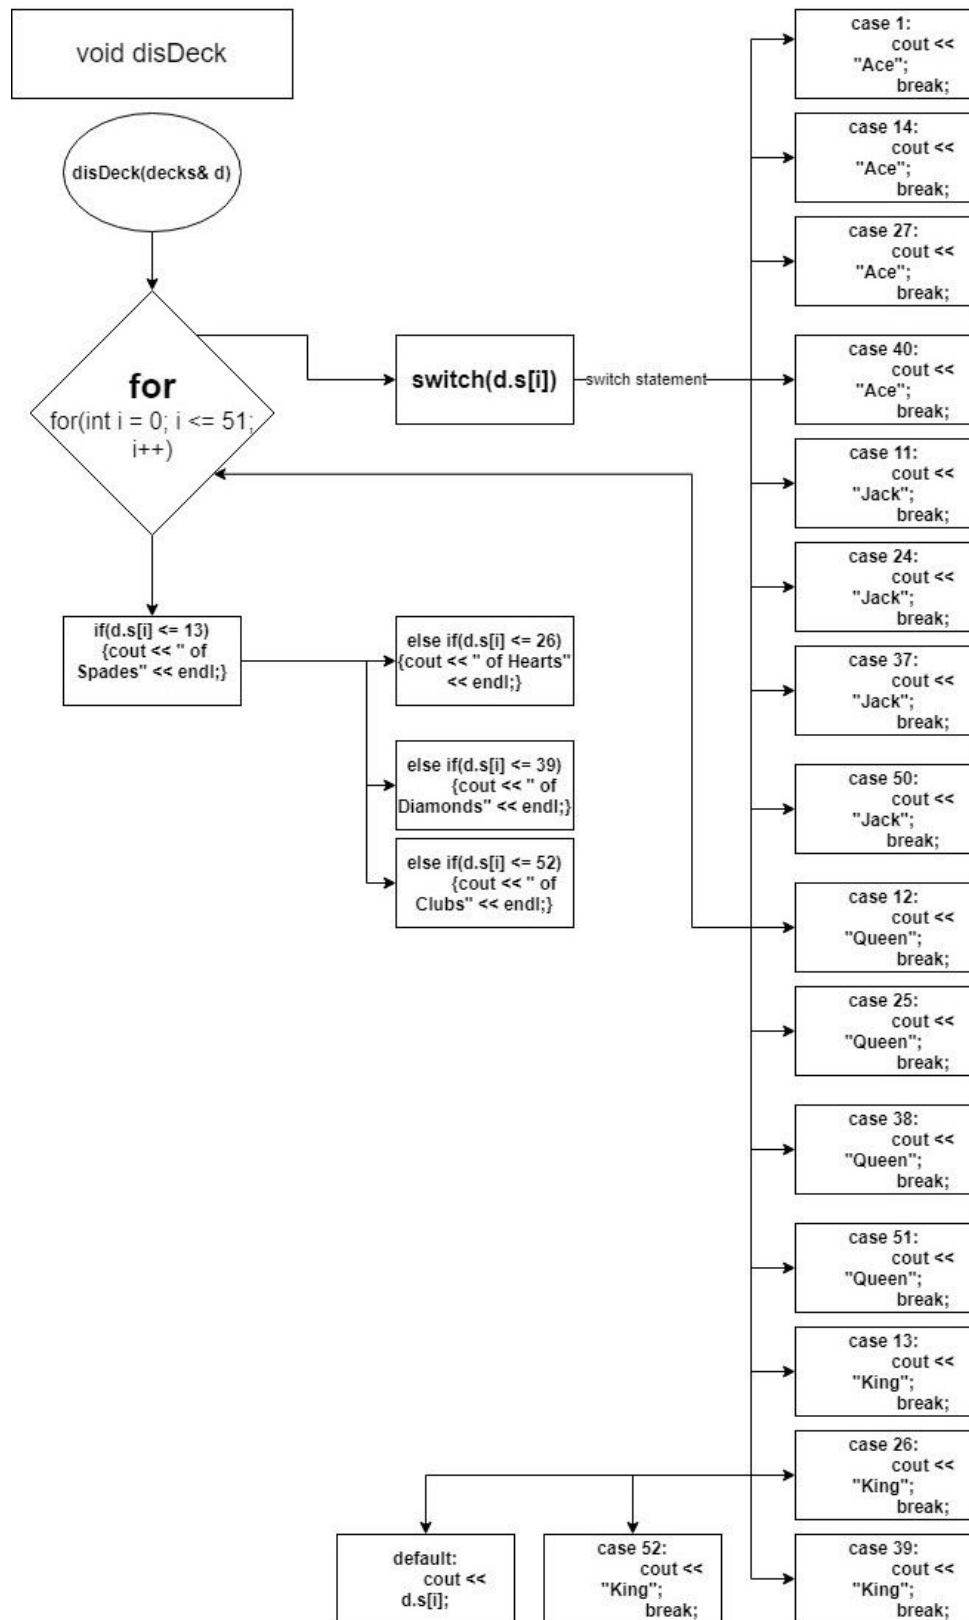 void disDeck
disDeck(decks& d)
for
for(int i = 0; i <= 51;
i++)
switch(d.s[i])
switch statement
if(d.s[i] <= 13)
{cout << " of
Spades" << endl;}
else if(d.s[i] <= 26)
{cout << " of Hearts"
<< endl;}
else if(d.s[i] <= 39)
{cout << " of
Diamonds" << endl;}
else if(d.s[i] <= 52)
{cout << " of
Clubs" << endl;}
case 1:
cout <<
"Ace";
break;
case 14:
cout <<
"Ace";
break;
case 27:
cout <<
"Ace";
break;
case 40:
cout <<
"Ace";
break;
case 11:
cout <<
"Jack";
break;
case 24:
cout <<
"Jack";
break;
case 37:
cout <<
"Jack";
break;
case 50:
cout <<
"Jack";
break;
case 12:
cout <<
"Queen";
break;
case 25:
cout <<
"Queen";
break;
case 38:
cout <<
"Queen";
break;
case 51:
cout <<
"Queen";
break;
case 13:
cout <<
"King";
break;
case 26:
cout <<
"King";
break;
default:
cout <<
d.s[i];
case 52:
cout <<
"King";
break;
case 39:
cout <<
"King";
break;